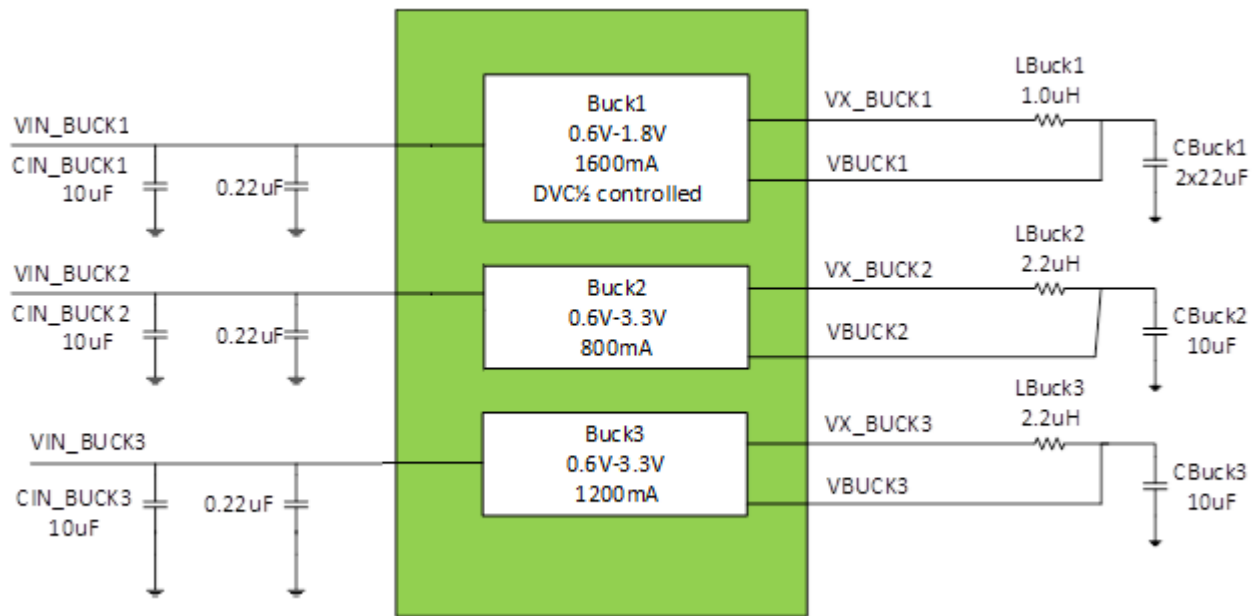 VIN_BUCK1
CIN_BUCK1
10uF
0.22uF
Buck1
0.6V-1.8V
1600mA
DVC½ controlled
VX_BUCK1
VBUCK1
LBuck1
1.0uH
CBuck1
2x22uF
VIN_BUCK2
CIN_BUCK2
10uF
0.22uF
Buck2
0.6V-3.3V
800mA
VX_BUCK2
VBUCK2
LBuck2
2.2uH
CBuck2
10uF
VIN_BUCK3
CIN_BUCK3
10uF
0.22uF
Buck3
0.6V-3.3V
1200mA
VX_BUCK3
VBUCK3
LBuck3
2.2uH
CBuck3
10uF